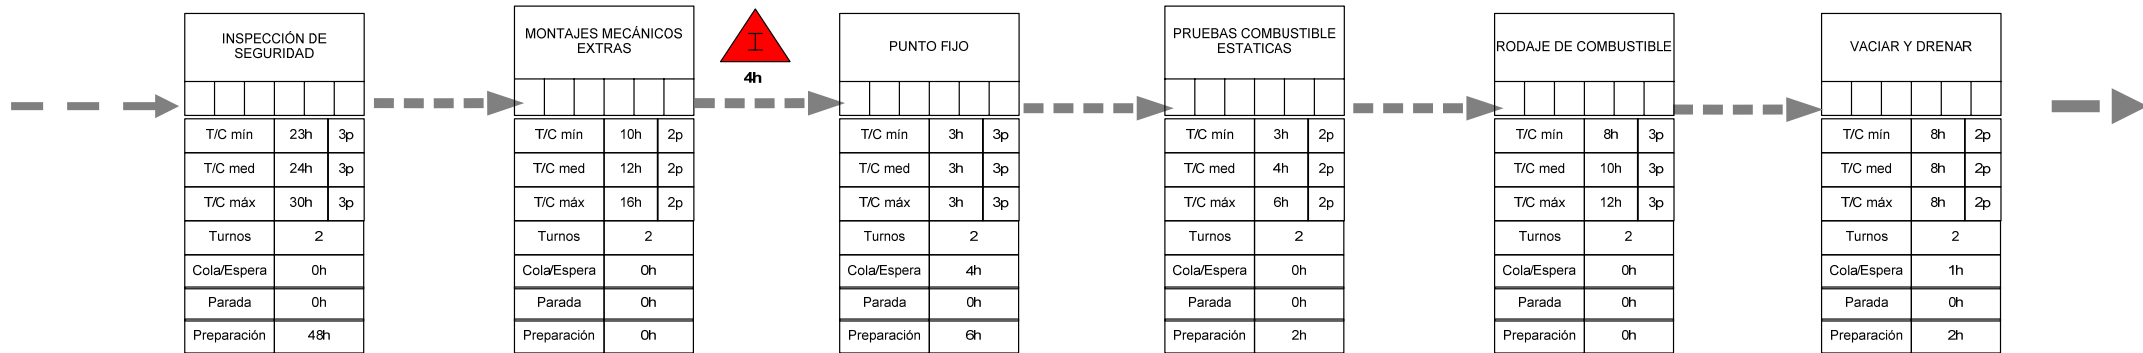 INSPECCIÓN DE
SEGURIDAD
T/C mín 23h 3p
T/C med 24h 3p
T/C máx 30h 3p
Turnos 2
Cola/Espera 0h
Parada 0h
Preparación 48h
MONTAJES MECÁNICOS
EXTRAS
T/C mín 10h 2p
T/C med 12h 2p
T/C máx 16h 2p
Turnos 2
Cola/Espera 0h
Parada 0h
Preparación 0h
I
4h
PUNTO FIJO
T/C mín 3h 3p
T/C med 3h 3p
T/C máx 3h 3p
Turnos 2
Cola/Espera 4h
Parada 0h
Preparación 6h
PRUEBAS COMBUSTIBLE
ESTATICAS
T/C mín 3h 2p
T/C med 4h 2p
T/C máx 6h 2p
Turnos 2
Cola/Espera 0h
Parada 0h
Preparación 2h
RODAJE DE COMBUSTIBLE
T/C mín 8h 3p
T/C med 10h 3p
T/C máx 12h 3p
Turnos 2
Cola/Espera 0h
Parada 0h
Preparación 0h
VACIAR Y DRENAR
T/C mín 8h 2p
T/C med 8h 2p
T/C máx 8h 2p
Turnos 2
Cola/Espera 1h
Parada 0h
Preparación 2h